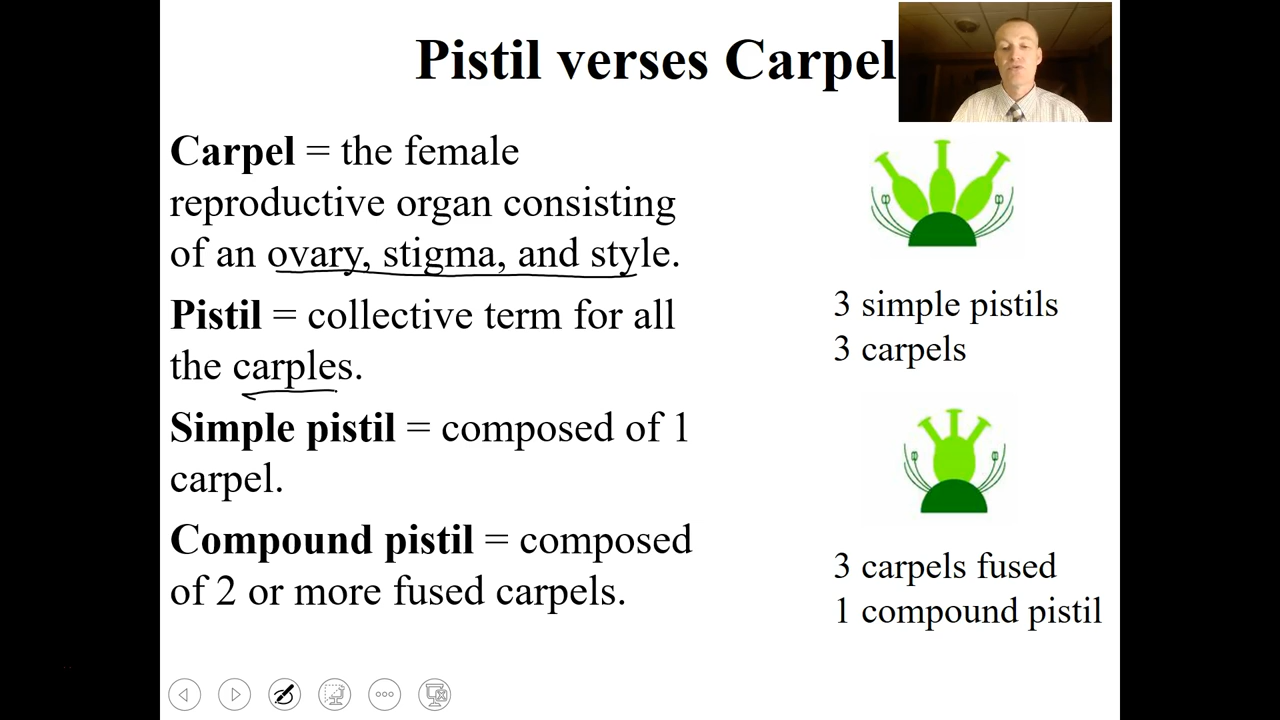 Pistil verses Carpel
Carpel = the female
reproductive organ consisting
of an ovary, stigma, and style.
Pistil = collective term for all
the carples.
Simple pistil = composed of 1
carpel.
Compound pistil = composed
of 2 or more fused carpels.
3 simple pistils
3 carpels
3 carpels fused
1 compound pistil